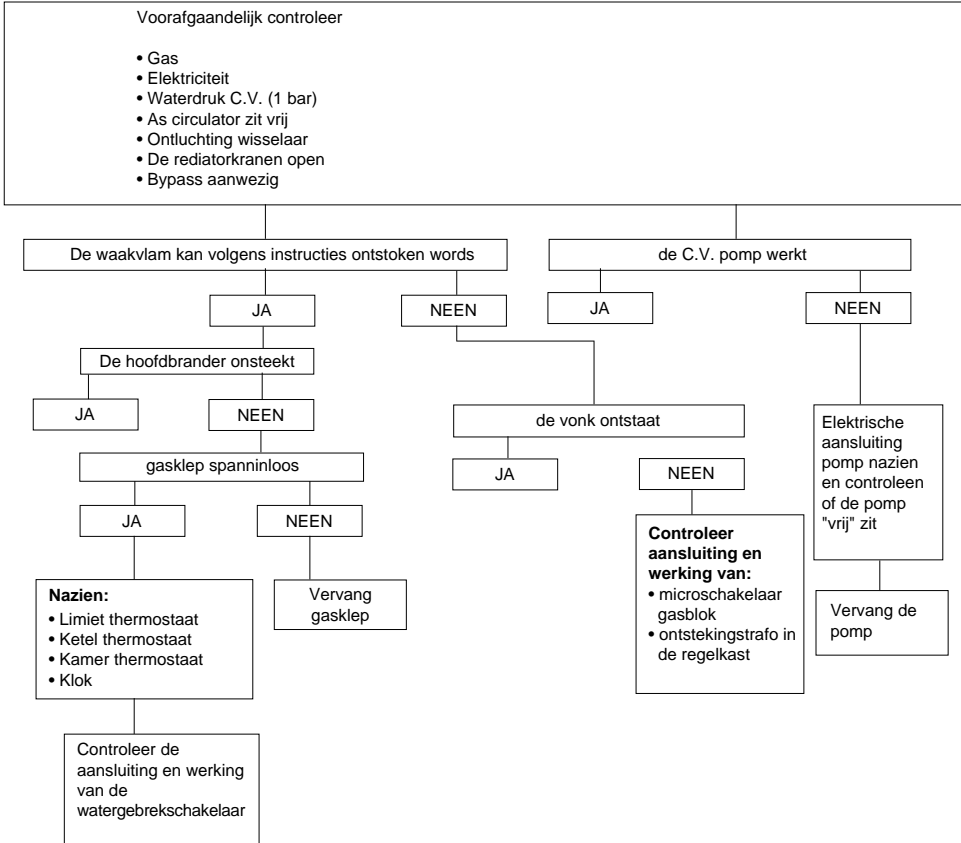 Voorafgaandelijk controleer
• Gas
• Elektriciteit
• Waterdruk C.V. (1 bar)
• As circulator zit vrij
• Ontluchting wisselaar
• De rediatorkranen open
• Bypass aanwezig
De waakvlam kan volgens instructies ontstoken words
de C.V. pomp werkt
JA
NEEN
JA
NEEN
De hoofdbrander onsteekt
JA
NEEN
de vonk ontstaat
Elektrische
aansluiting
pomp nazien
en controleen
of de pomp
"vrij" zit
gasklep spanninloos
JA
NEEN
JA
NEEN
Controleer
aansluiting en
werking van:
• microschakelaar
gasblok
• ontstekingstrafo in
de regelkast
Nazien:
• Limiet thermostaat
• Ketel thermostaat
• Kamer thermostaat
• Klok
Vervang
gasklep
Vervang de
pomp
Controleer de
aansluiting en werking
van de
watergebrekschakelaar